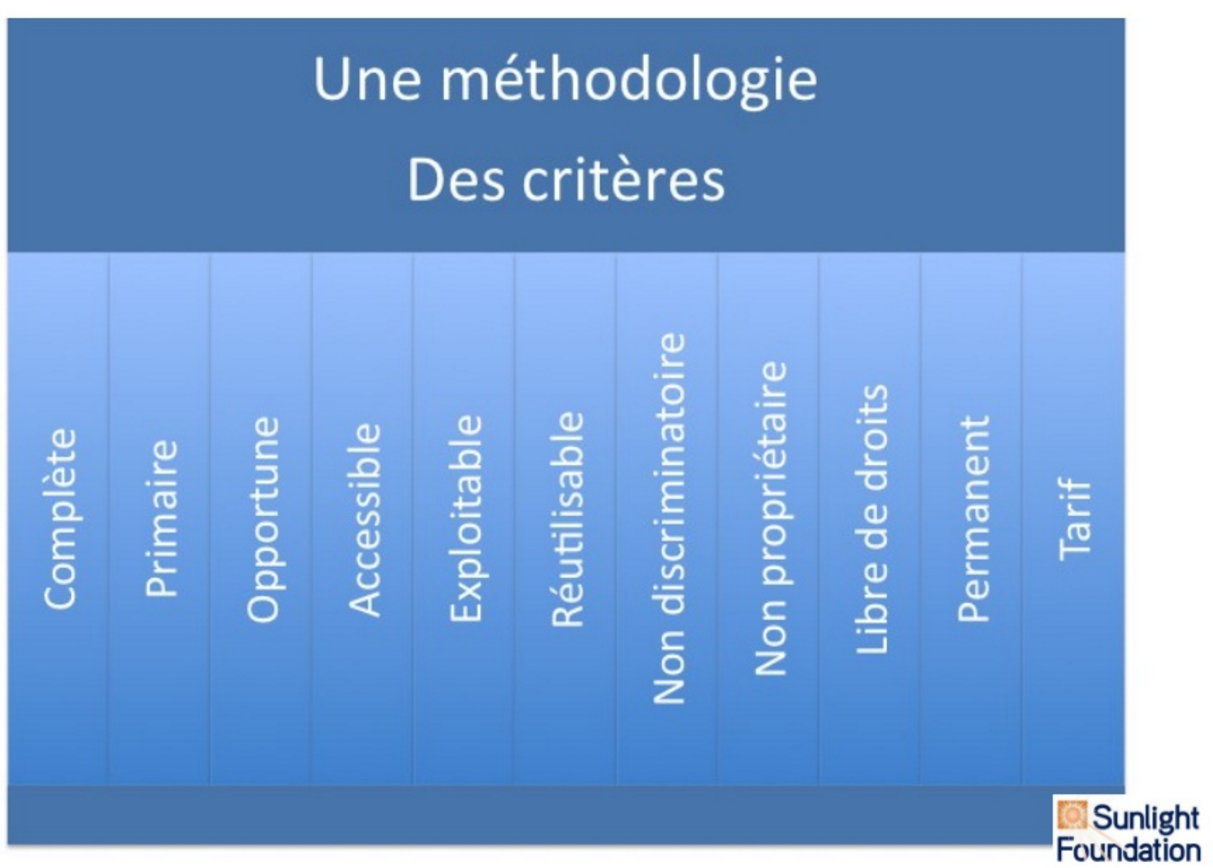 Une méthodologie
Des critères
Complète
Primaire
Opportune
Accessible
Exploitable
Réutilisable
Non discriminatoire
Non propriétaire
Libre de droits
Permanent
Tarif
Sunlight
Foundation